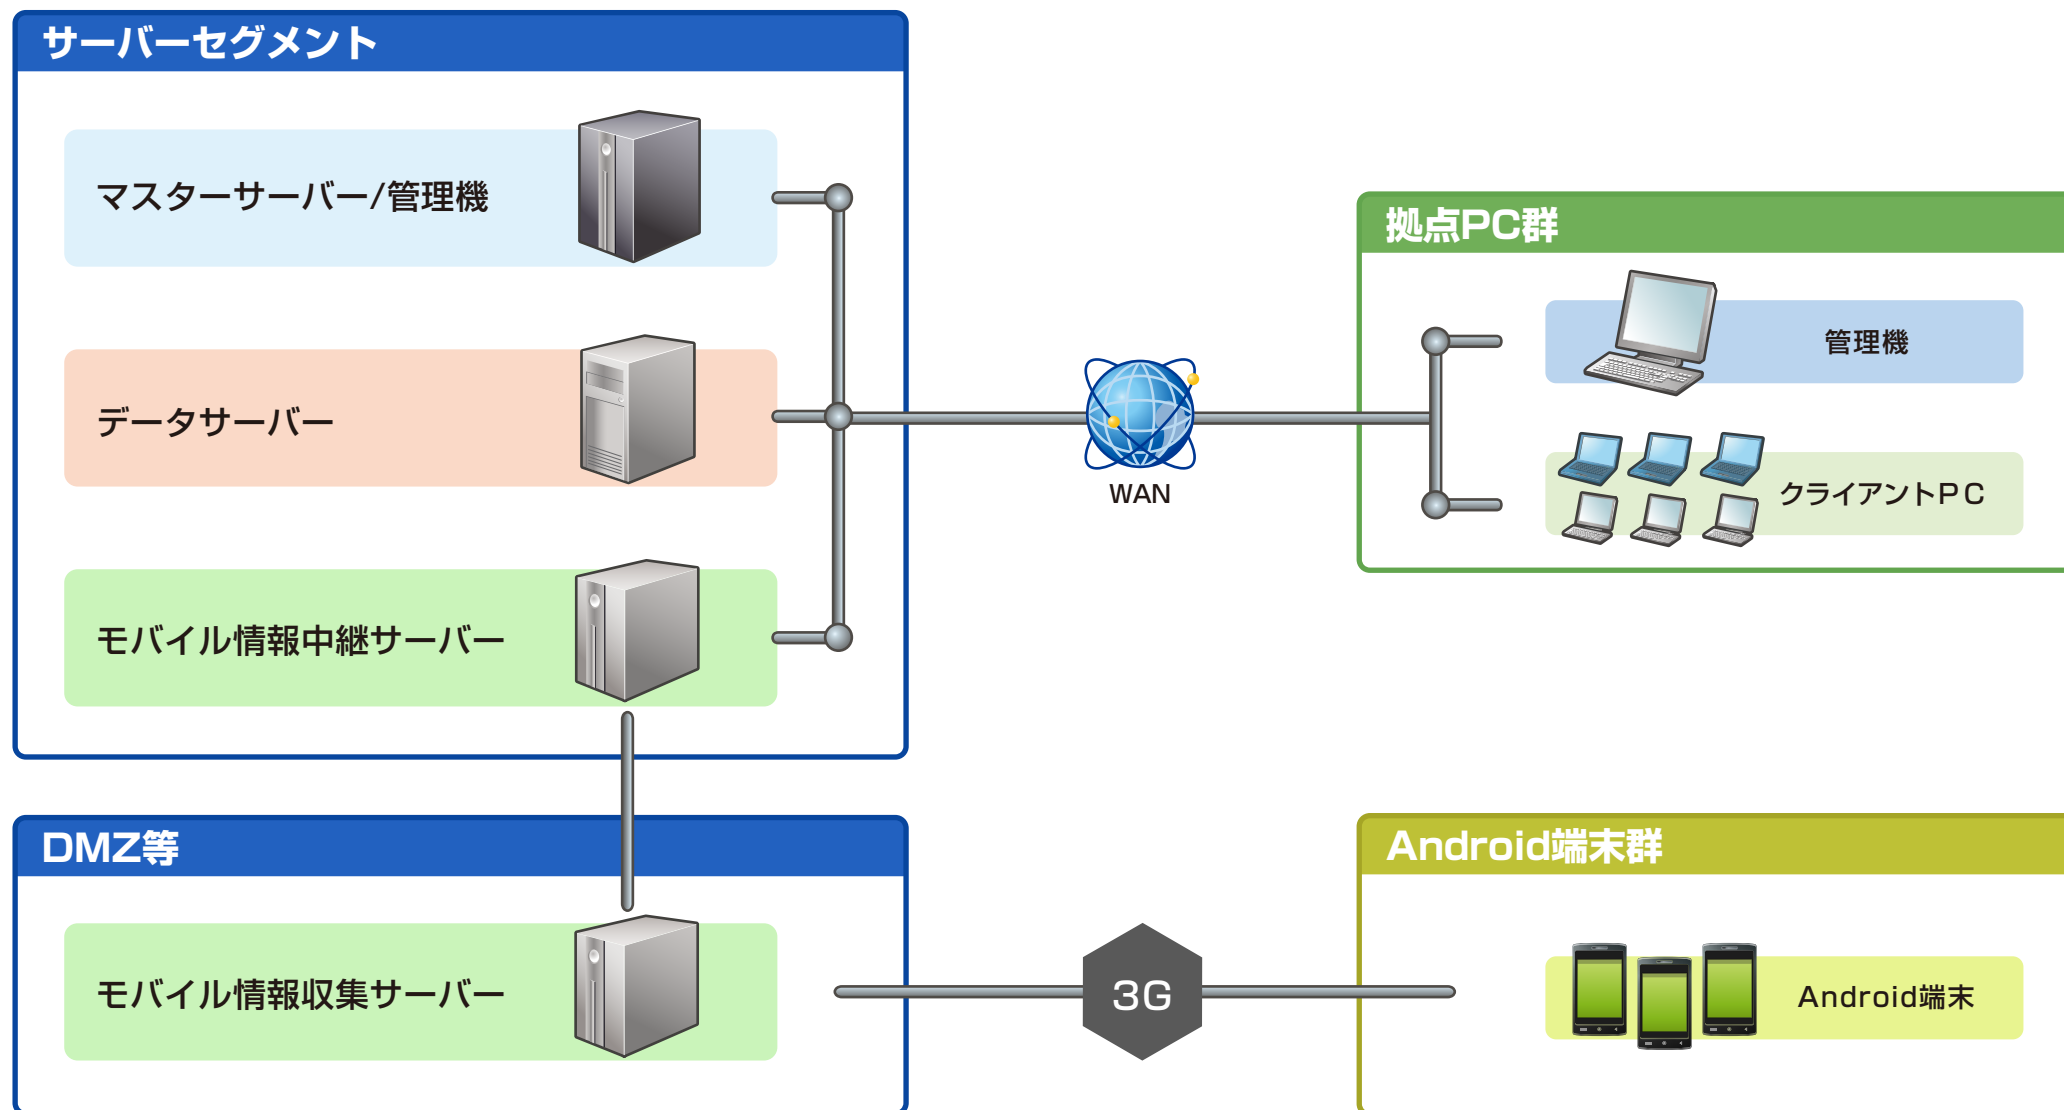 サーバーセグメント
マスターサーバー/管理機
データサーバー
モバイル情報中継サーバー
WAN
拠点PC群
管理機
クライアントPC
DMZ等
モバイル情報収集サーバー
3G
Android端末群
Android端末